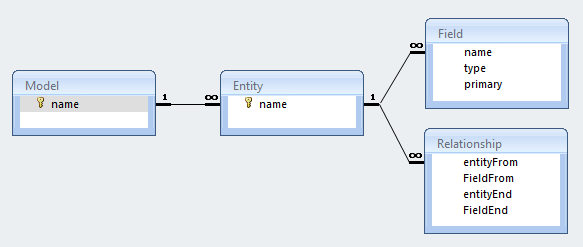 Model
name
1
∞
Entity
name
1
∞
Field
name
type
primary
∞
Relationship
entityFrom
FieldFrom
entityEnd
FieldEnd